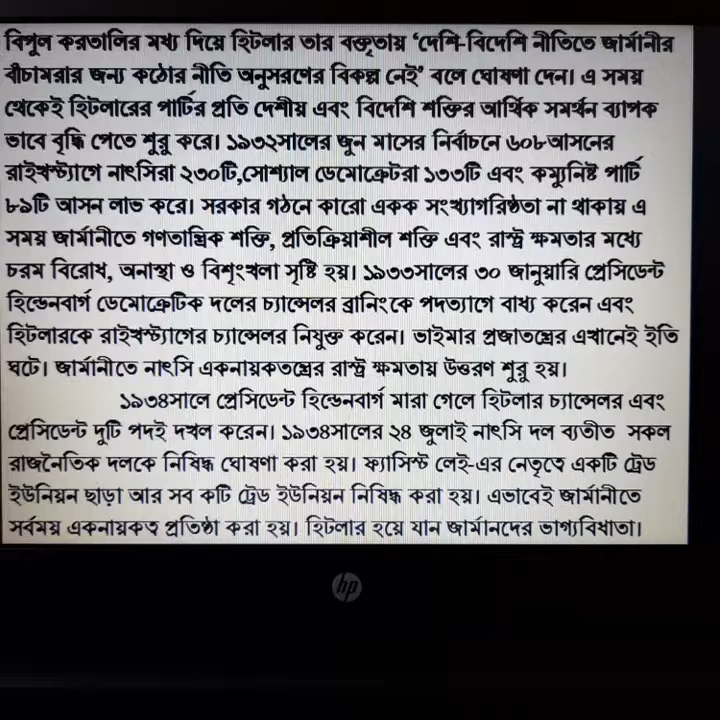 বিপুল করতালির মধ্য দিয়ে হিটলার তার বক্তৃতায় ‘দেশি-বিদেশি নীতিতে জার্মানীর
বাঁচামরার জন্য কঠোর নীতি অনুসরণের বিকল্প নেই’ বলে ঘোষণা দেন। এ সময়
থেকেই হিটলারের পার্টির প্রতি দেশীয় এবং বিদেশি শক্তির আর্থিক সমর্থন ব্যাপক
ভাবে বৃদ্ধি পেতে শুরু করে। ১৯৩২সালের জুন মাসের নির্বাচনে ৬০৮আসনের
রাইখস্ট্যাগে নাৎসিরা ২৩০টি,সোশ্যাল ডেমোক্রেটরা ১৩৩টি এবং কম্যুনিষ্ট পার্টি
৮৯টি আসন লাভ করে। সরকার গঠনে কারো একক সংখ্যাগরিষ্ঠতা না থাকায় এ
সময় জার্মানীতে গণতান্ত্রিক শক্তি, প্রতিক্রিয়াশীল শক্তি এবং রাস্ট্র ক্ষমতার মধ্যে
চরম বিরোধ, অনাস্থা ও বিশৃংখলা সৃষ্টি হয়। ১৯৩৩সালের ৩০ জানুয়ারি প্রেসিডেন্ট
হিন্ডেনবার্গ ডেমোক্রেটিক দলের চ্যান্সেলর ব্রানিংকে পদত্যাগে বাধ্য করেন এবং
হিটলারকে রাইখস্ট্যাগের চ্যান্সেলর নিযুক্ত করেন। ভাইমার প্রজাতন্ত্রের এখানেই ইতি
ঘটে। জার্মানীতে নাৎসি একনায়কতন্ত্রের রাস্ট্র ক্ষমতায় উত্তরণ শুরু হয়।
১৯৩৪সালে প্রেসিডেন্ট হিন্ডেনবার্গ মারা গেলে হিটলার চ্যান্সেলর এবং
প্রেসিডেন্ট দুটি পদই দখল করেন। ১৯৩৪সালের ২৪ জুলাই নাৎসি দল ব্যতীত সকল
রাজনৈতিক দলকে নিষিদ্ধ ঘোষণা করা হয়। ফ্যাসিস্ট লেই-এর নেতৃত্বে একটি ট্রেড
ইউনিয়ন ছাড়া আর সব কটি ট্রেড ইউনিয়ন নিষিদ্ধ করা হয়। এভাবেই জার্মানীতে
সর্বময় একনায়কত্ব প্রতিষ্ঠা করা হয়। হিটলার হয়ে যান জার্মানদের ভাগ্যবিধাতা।
hp